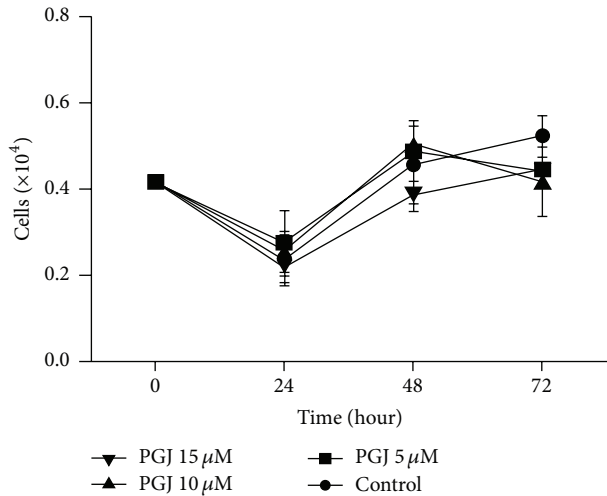 0.8
0.6
0.4
0.2
0.0
Cells (×10⁴)
0 24 48 72
Time (hour)
PGJ 15 μM PGJ 5 μM
PGJ 10 μM Control